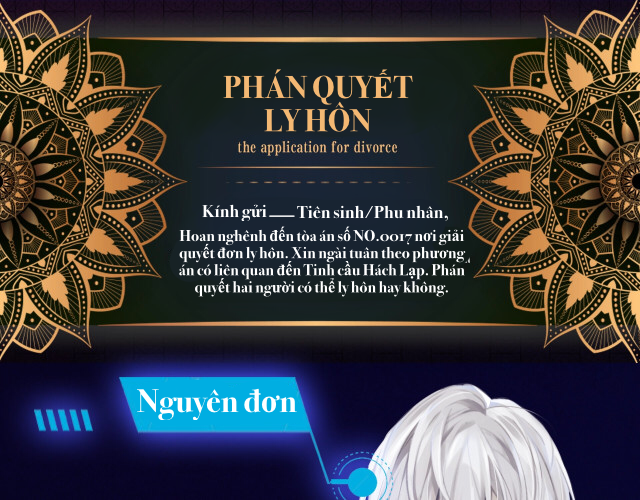 PHÁN QUYẾT
LY HÔN
the application for divorce
Kính gửi ___ Tiên sinh/Phu nhân,
Hoan nghênh đến tòa án số NO.0017 nơi giải
quyết đơn ly hôn. Xin ngài tuân theo phương
án có liên quan đến Tinh cầu Hách Lạp. Phán
quyết hai người có thể ly hôn hay không.
Nguyên đơn